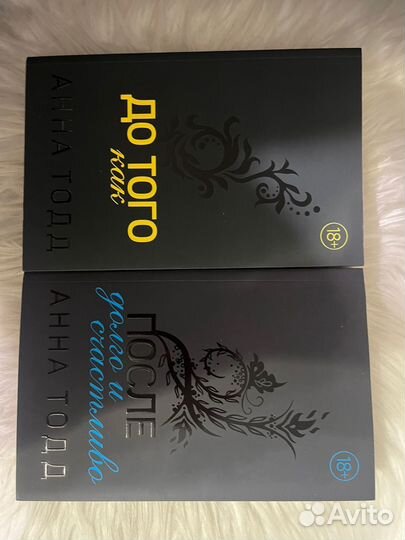 АННА ТОДД
ДО ТОГО
как
18+
АННА ТОДД
ПОСЛЕ
долго и
счастливо
18+
Avito